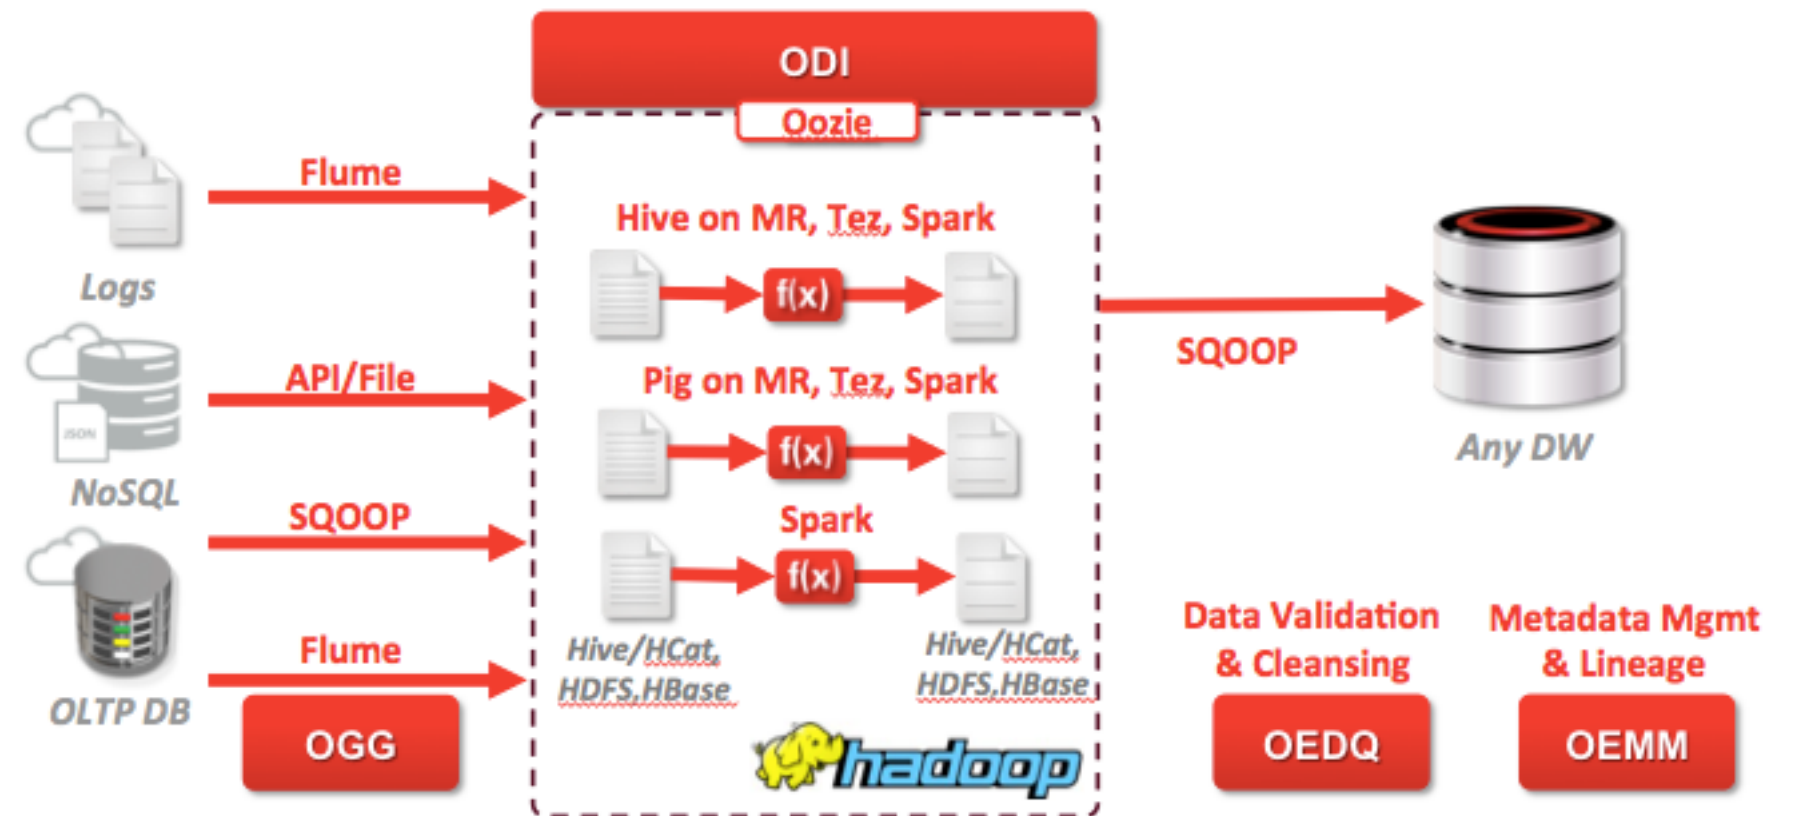 ODI
Oozie
Flume
Logs
API/File
JSON
NoSQL
SQOOP
Flume
OLTP DB
OGG
Hive on MR, Tez, Spark
f(x)
Pig on MR, Tez, Spark
f(x)
Spark
f(x)
Hive/HCat,
HDFS,HBase
Hive/HCat,
HDFS,HBase
hadoop
SQOOP
Any DW
Data Validation
& Cleansing
OEDQ
Metadata Mgmt
& Lineage
OEMM